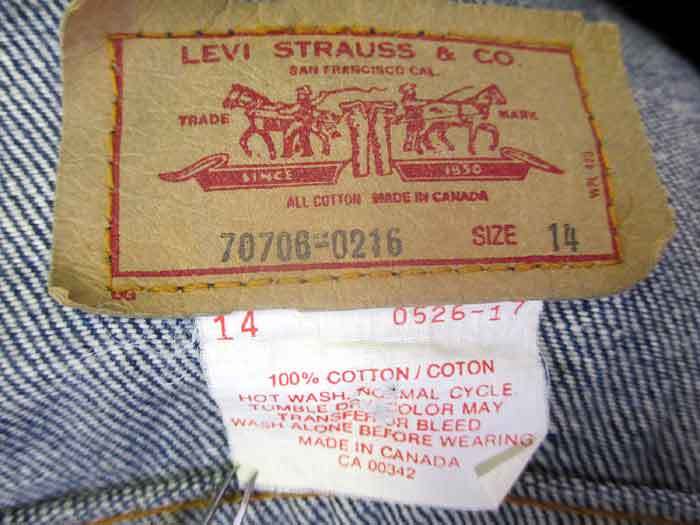 LEVI STRAUSS & CO.
SAN FRANCISCO CAL.
TRADE MARK
SINCE 1850
ALL COTTON MADE IN CANADA
WPL 423
70706-0216 SIZE 14
14 0526-17
100% COTTON / COTON
HOT WASH, NORMAL CYCLE
TUMBLE DRY, COLOR MAY
TRANSFER OR BLEED
WASH ALONE BEFORE WEARING
MADE IN CANADA
CA 00342